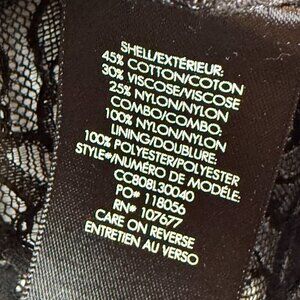 SHELL/EXTÉRIEUR:
45% COTTON/COTON
30% VISCOSE/VISCOSE
25% NYLON/NYLON
COMBO/COMBO:
100% NYLON/NYLON
LINING/DOUBLURE:
100% POLYESTER/POLYESTER
STYLE*/NUMÉRO DE MODÈLE:
CC808L30040
PO* 118056
RN* 107677
CARE ON REVERSE
ENTRETIEN AU VERSO